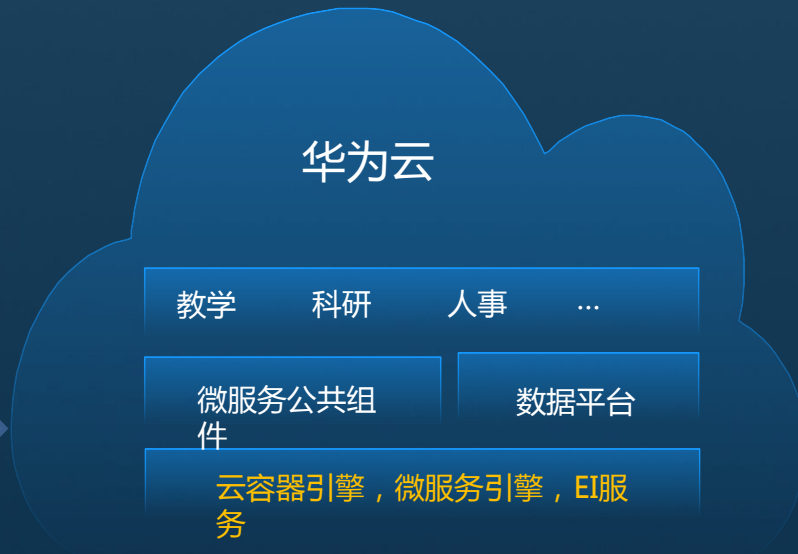 华为云
教学 科研 人事 ...
微服务公共组
件
数据平台
云容器引擎，微服务引擎，EI服
务